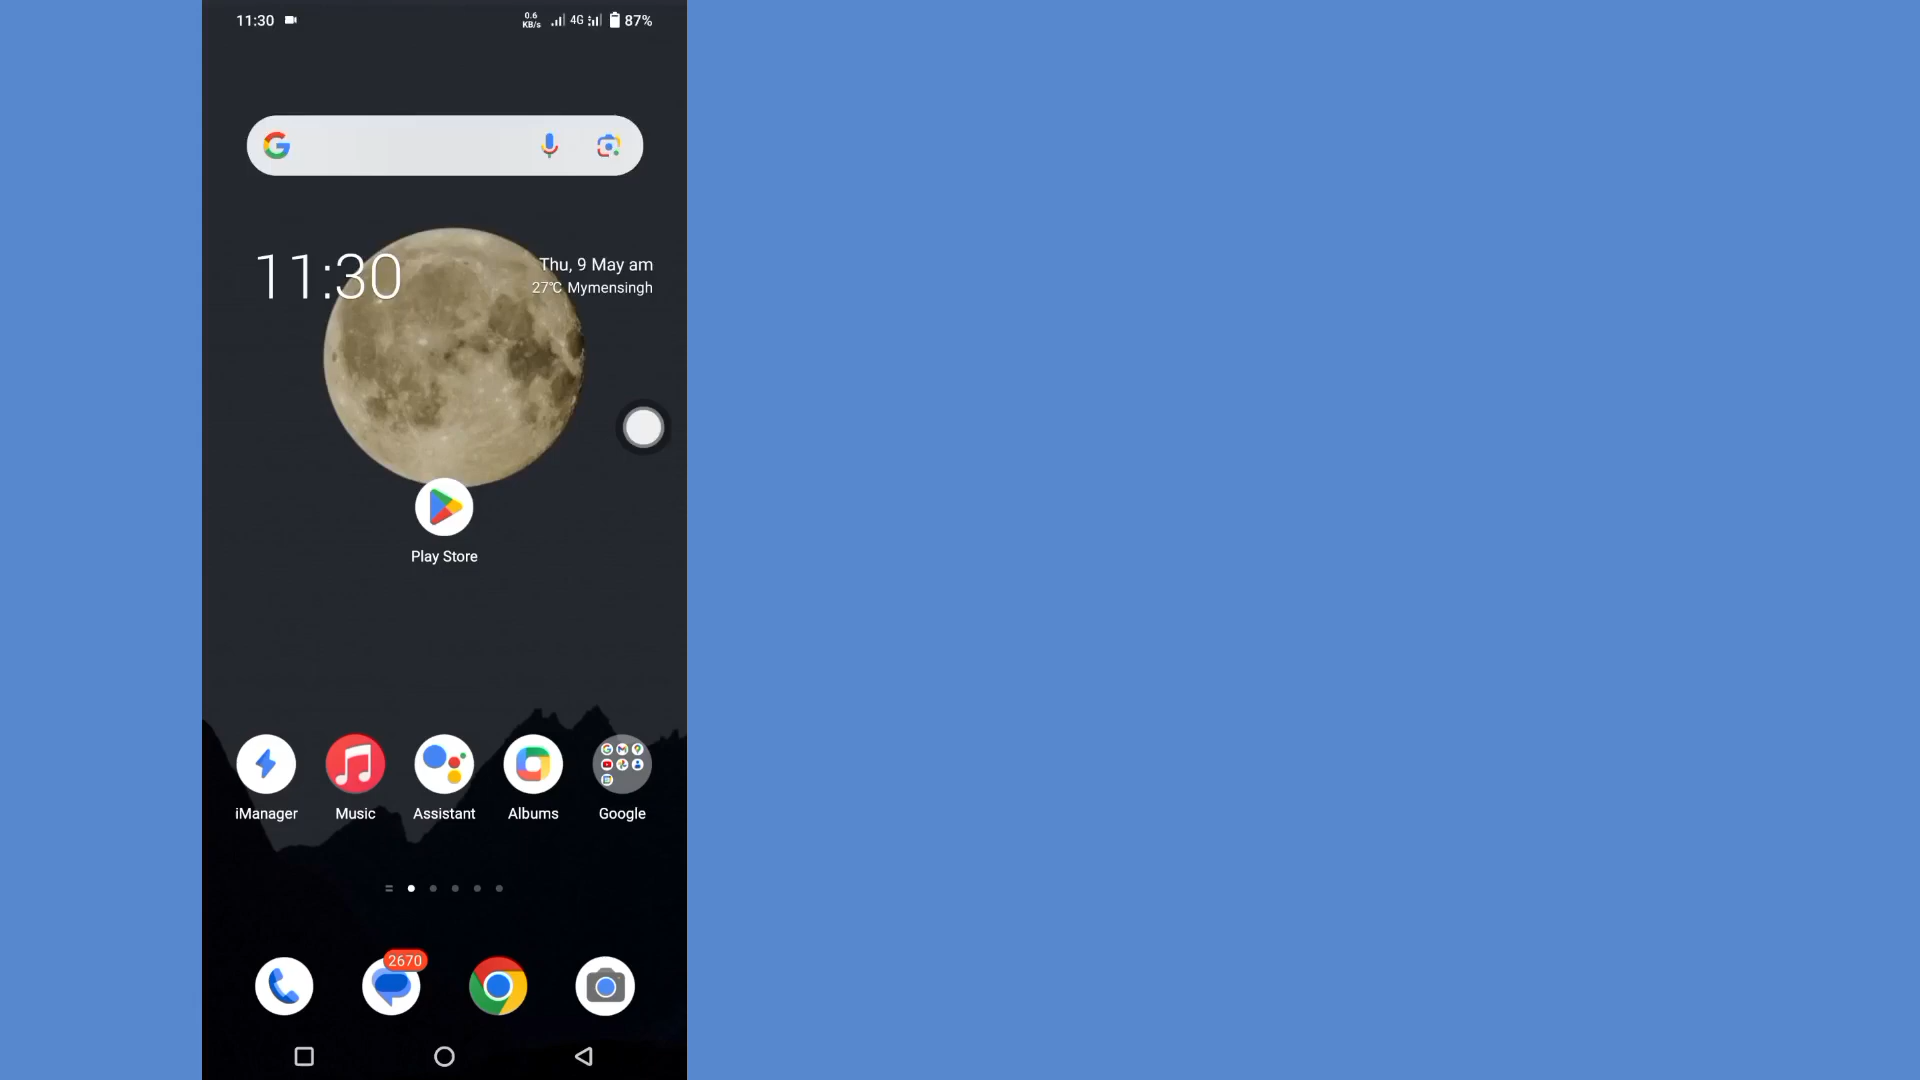 11:30
0.6
KB/s
4G
87%
11:30
Thu, 9 May am
27°C Mymensingh
Play Store
iManager
Music
Assistant
Albums
Google
2670